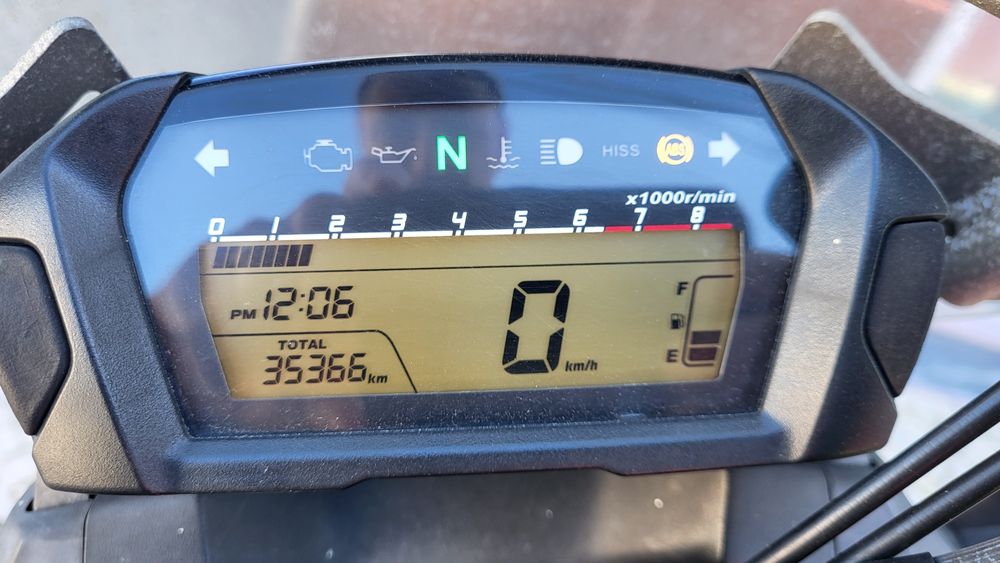 N HISS ABS
x1000r/min
0 1 2 3 4 5 6 7 8
PM 12:06
TOTAL
35366 km
0 km/h
F
E